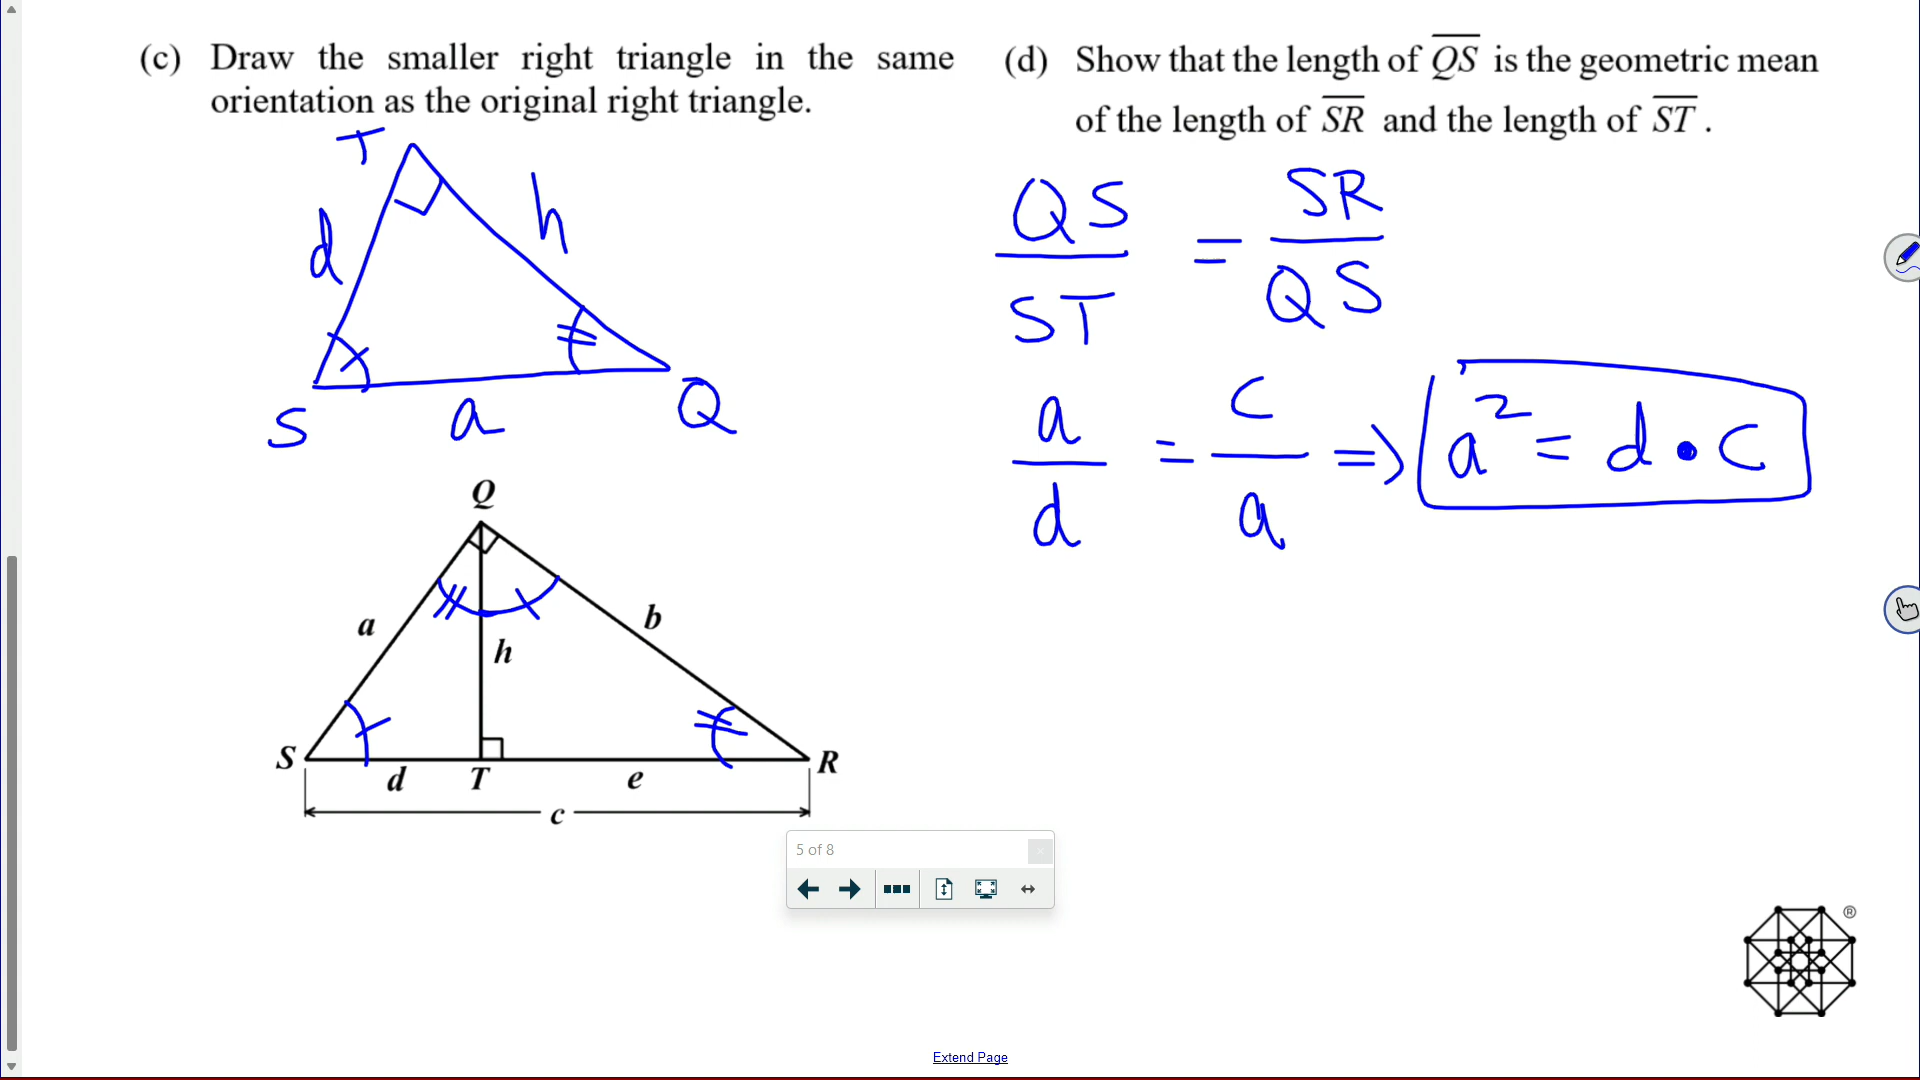 (c) Draw the smaller right triangle in the same
orientation as the original right triangle.
T
d
h
S
a
Q
Q
a
b
h
S
d
T
e
R
c
(d) Show that the length of QS is the geometric mean
of the length of SR and the length of ST.
QS/ST = SR/QS
a/d = c/a ⇒ a² = d • c
5 of 8
®
Extend Page